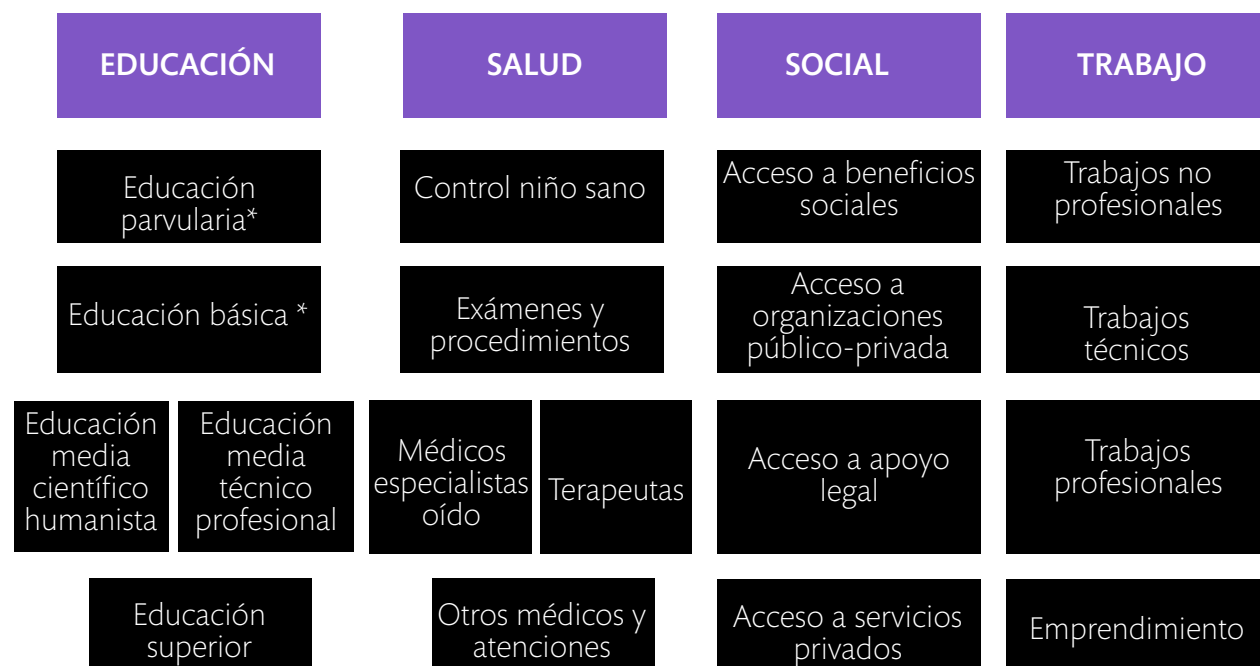 EDUCACIÓN
SALUD
SOCIAL
TRABAJO
Educación
parvularia*
Control niño sano
Acceso a beneficios
sociales
Trabajos no
profesionales
Educación básica *
Exámenes y
procedimientos
Acceso a
organizaciones
público-privada
Trabajos
técnicos
Educación
media
científico
humanista
Educación
media
técnico
profesional
Médicos
especialistas
oído
Terapeutas
Acceso a apoyo
legal
Trabajos
profesionales
Educación
superior
Otros médicos y
atenciones
Acceso a servicios
privados
Emprendimiento